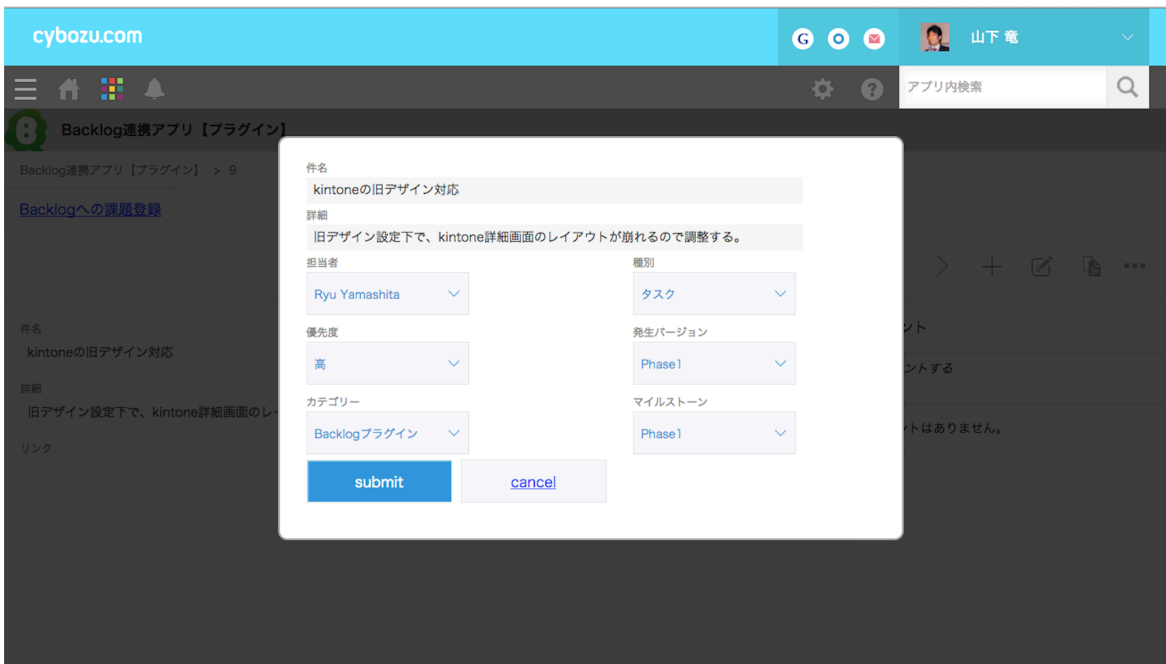 cybozu.com
G
山下 竜
アプリ内検索
Backlog連携アプリ【プラグイン】
Backlog連携アプリ【プラグイン】 > 9
Backlogへの課題登録
件名
kintoneの旧デザイン対応
詳細
旧デザイン設定下で、kintone詳細画面のレ
リンク
件名
kintoneの旧デザイン対応
詳細
旧デザイン設定下で、kintone詳細画面のレイアウトが崩れるので調整する。
担当者
種別
Ryu Yamashita
タスク
優先度
発生バージョン
高
Phase1
カテゴリー
マイルストーン
Backlogプラグイン
Phase1
submit
cancel
ント
ントする
トはありません。